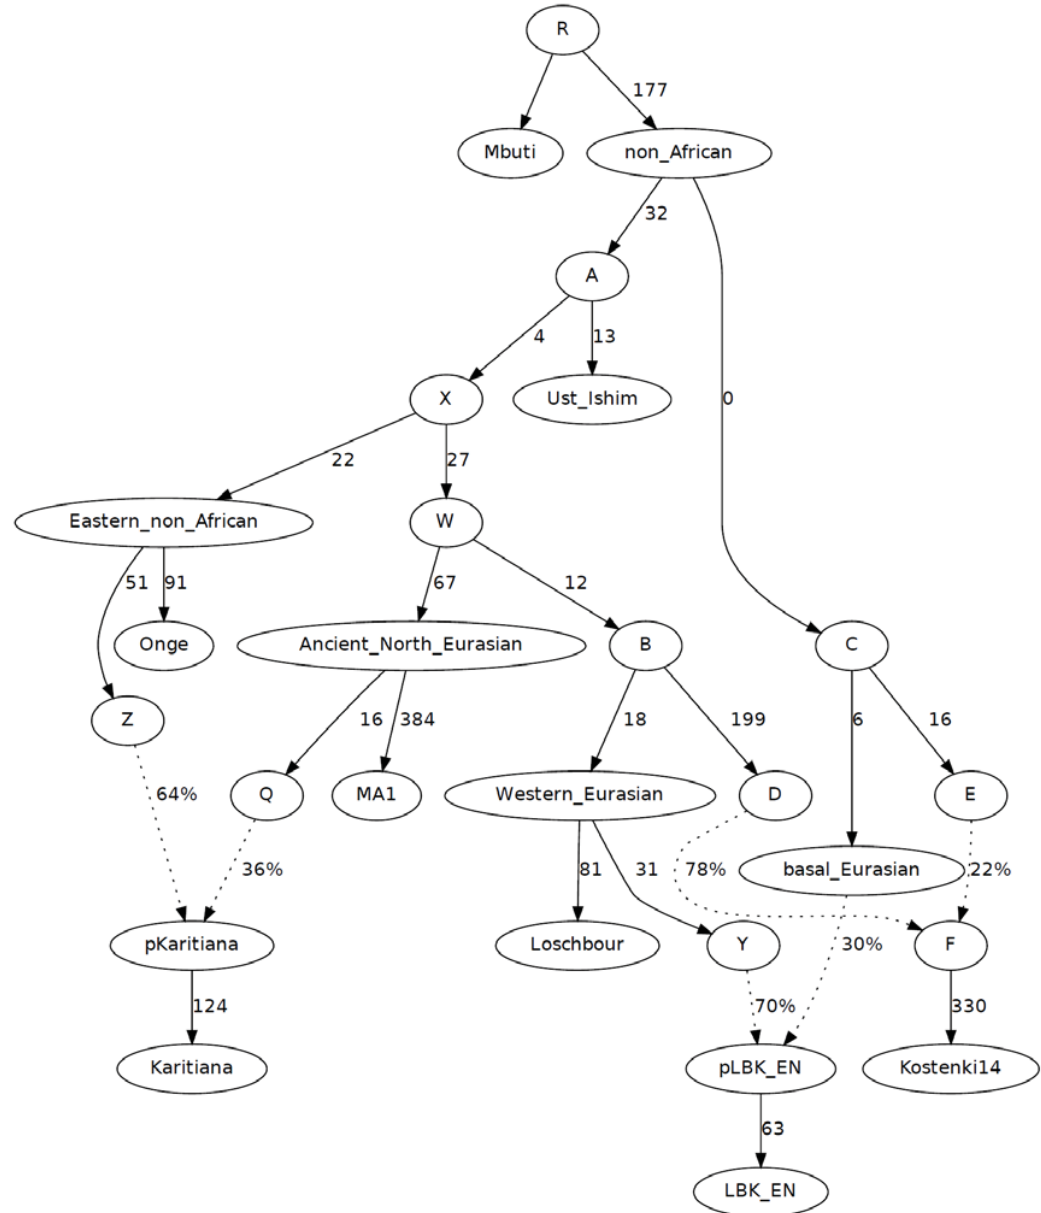 R
177
Mbuti
non_African
32
A
4
13
X
Ust_Ishim
0
22
27
Eastern_non_African
W
51
91
67
12
Onge
Ancient_North_Eurasian
B
C
Z
16
384
18
199
6
16
64%
Q
MA1
Western_Eurasian
D
E
36%
81
31
78%
basal_Eurasian
22%
pKaritiana
Loschbour
Y
30%
F
124
70%
330
Karitiana
pLBK_EN
Kostenki14
63
LBK_EN